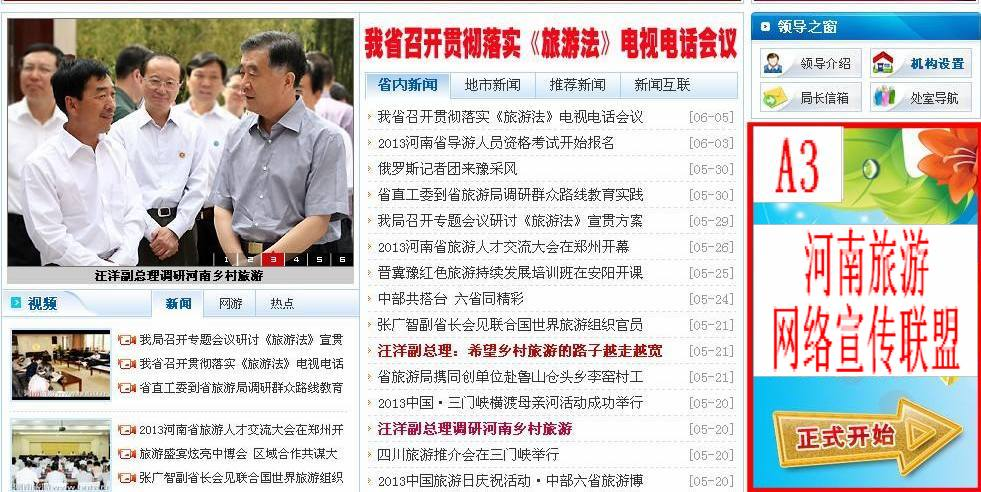 我省召开贯彻落实《旅游法》电视电话会议
1 2 3 4 5 6
汪洋副总理调研河南乡村旅游
视频 新闻 网游 热点
我局召开专题会议研讨《旅游法》宣贯
我省召开贯彻落实《旅游法》电视电话
省直工委到省旅游局调研群众路线教育
2013河南省旅游人才交流大会在郑州开
旅游盛宴炫亮中博会 区域合作共谋大
张广智副省长会见联合国世界旅游组织
省内新闻 地市新闻 推荐新闻 新闻互联
我省召开贯彻落实《旅游法》电视电话会议 [06-05]
2013河南省导游人员资格考试开始报名 [06-03]
俄罗斯记者团来豫采风 [05-30]
省直工委到省旅游局调研群众路线教育实践 [05-30]
我局召开专题会议研讨《旅游法》宣贯方案 [05-29]
2013河南省旅游人才交流大会在郑州开幕 [05-26]
晋冀豫红色旅游持续发展培训班在安阳开课 [05-25]
中部共搭台 六省同精彩 [05-24]
张广智副省长会见联合国世界旅游组织官员 [05-21]
汪洋副总理：希望乡村旅游的路子越走越宽 [05-21]
省旅游局携同创单位赴鲁山仓头乡李窑村工 [05-21]
2013中国·三门峡横渡母亲河活动成功举行 [05-20]
汪洋副总理调研河南乡村旅游 [05-20]
四川旅游推介会在三门峡举行 [05-20]
2013中国旅游日庆祝活动·中部六省旅游博 [05-20]
领导之窗
领导介绍 机构设置
局长信箱 处室导航
A3
河南旅游
网络宣传联盟
正式开始